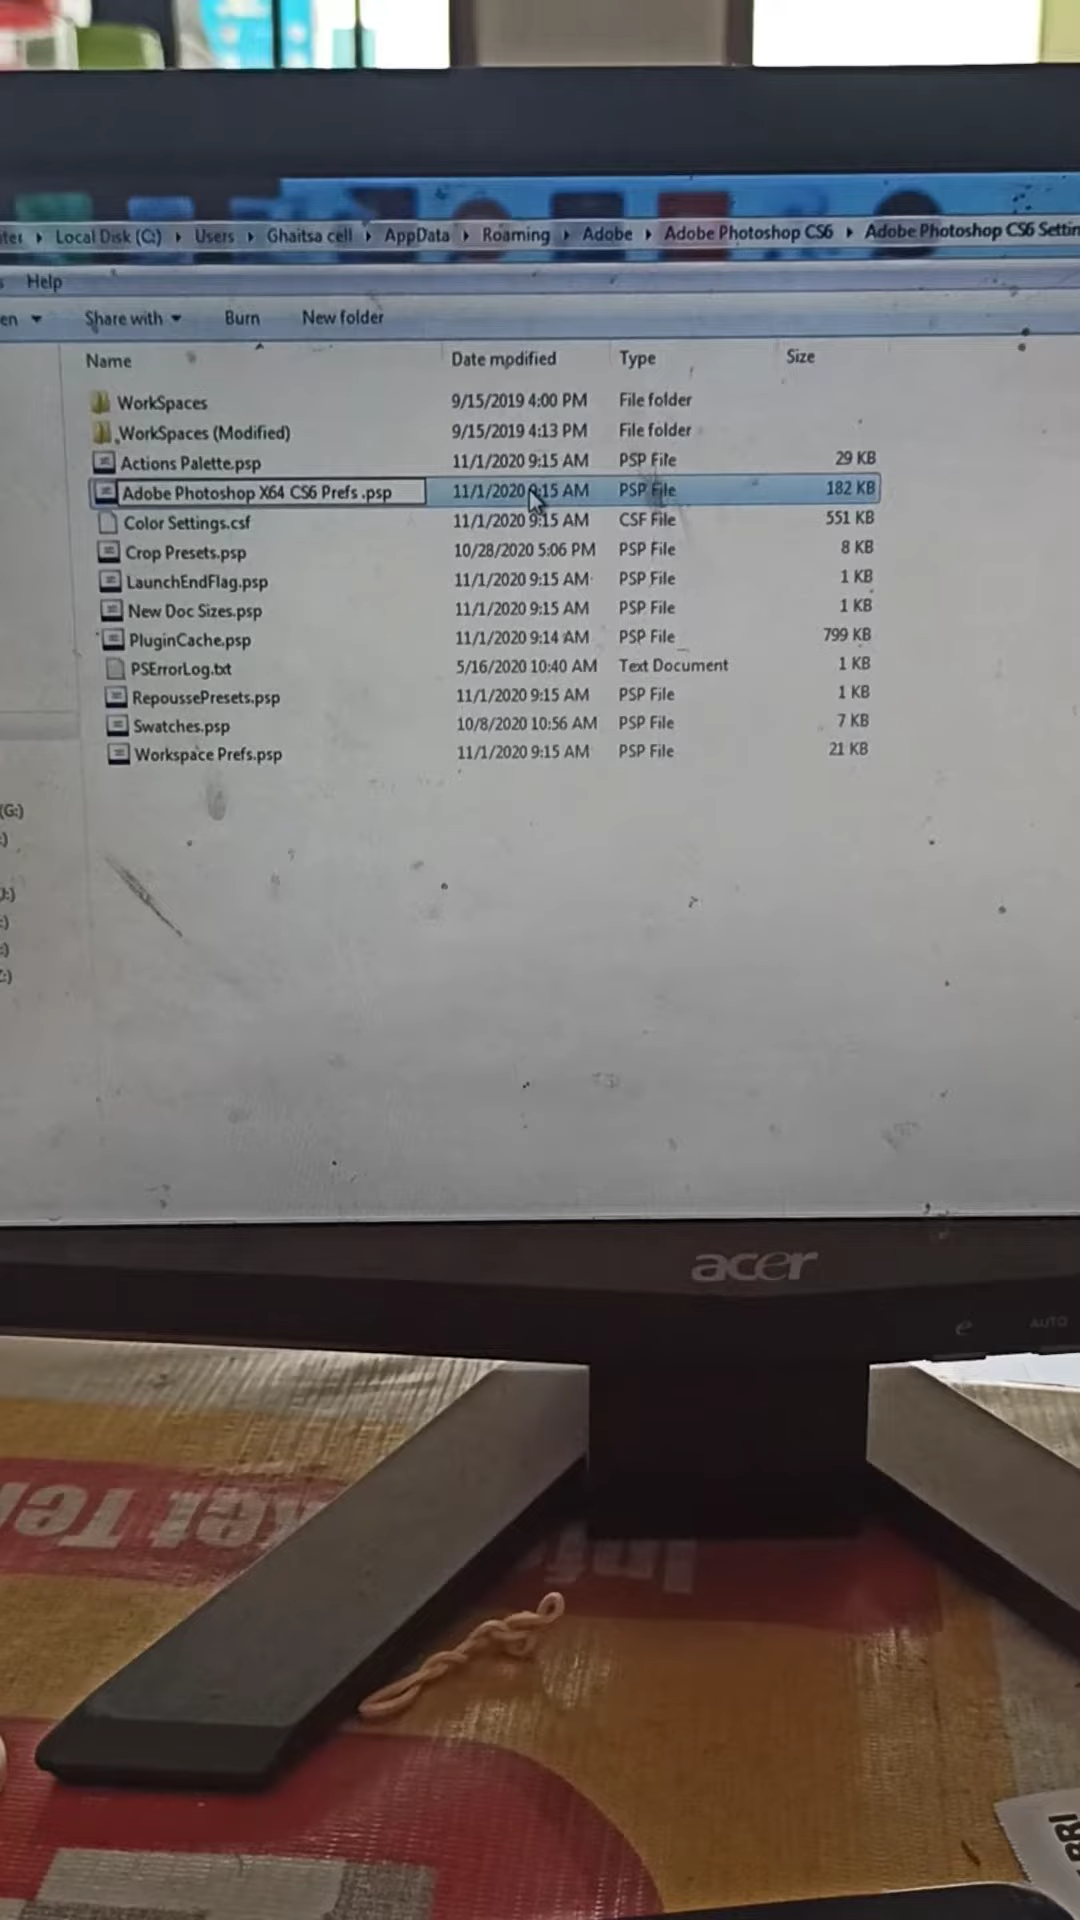 Local Disk (C:) Users Ghaitsa cell AppData Roaming Adobe Adobe Photoshop CS6 Adobe Photoshop CS6 Settin
Help
en Share with Burn New folder
Name Date modified Type Size
WorkSpaces 9/15/2019 4:00 PM File folder
WorkSpaces (Modified) 9/15/2019 4:13 PM File folder
Actions Palette.psp 11/1/2020 9:15 AM PSP File 29 KB
Adobe Photoshop X64 CS6 Prefs .psp 11/1/2020 9:15 AM PSP File 182 KB
Color Settings.csf 11/1/2020 9:15 AM CSF File 551 KB
Crop Presets.psp 10/28/2020 5:06 PM PSP File 8 KB
LaunchEndFlag.psp 11/1/2020 9:15 AM PSP File 1 KB
New Doc Sizes.psp 11/1/2020 9:15 AM PSP File 1 KB
PluginCache.psp 11/1/2020 9:14 AM PSP File 799 KB
PSErrorLog.txt 5/16/2020 10:40 AM Text Document 1 KB
RepoussePresets.psp 11/1/2020 9:15 AM PSP File 1 KB
Swatches.psp 10/8/2020 10:56 AM PSP File 7 KB
Workspace Prefs.psp 11/1/2020 9:15 AM PSP File 21 KB
(G:)
acer
e AUTO
ket Ter
Inf
BRI